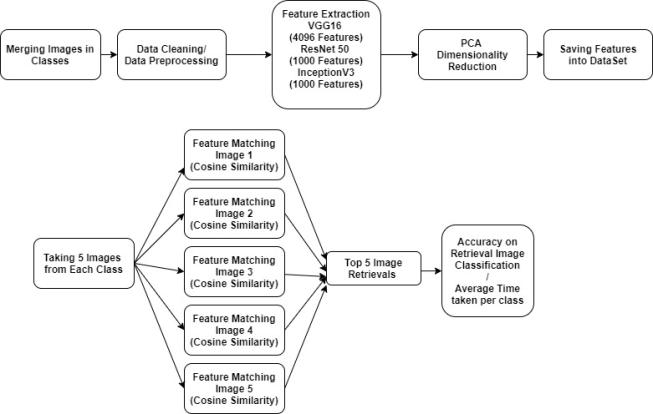 Merging Images in
Classes
Data Cleaning/
Data Preprocessing
Feature Extraction
VGG16
(4096 Features)
ResNet 50
(1000 Features)
InceptionV3
(1000 Features)
PCA
Dimensionality
Reduction
Saving Features
into DataSet
Taking 5 Images
from Each Class
Feature Matching
Image 1
(Cosine Similarity)
Feature Matching
Image 2
(Cosine Similarity)
Feature Matching
Image 3
(Cosine Similarity)
Feature Matching
Image 4
(Cosine Similarity)
Feature Matching
Image 5
(Cosine Similarity)
Top 5 Image
Retrievals
Accuracy on
Retrieval Image
Classification
/
Average Time
taken per class